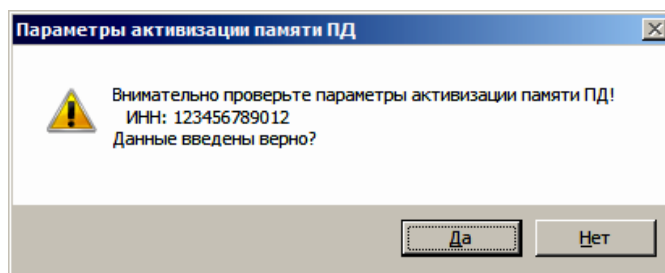 Параметры активизации памяти ПД
Внимательно проверьте параметры активизации памяти ПД!
ИНН: 123456789012
Данные введены верно?
Да
Нет